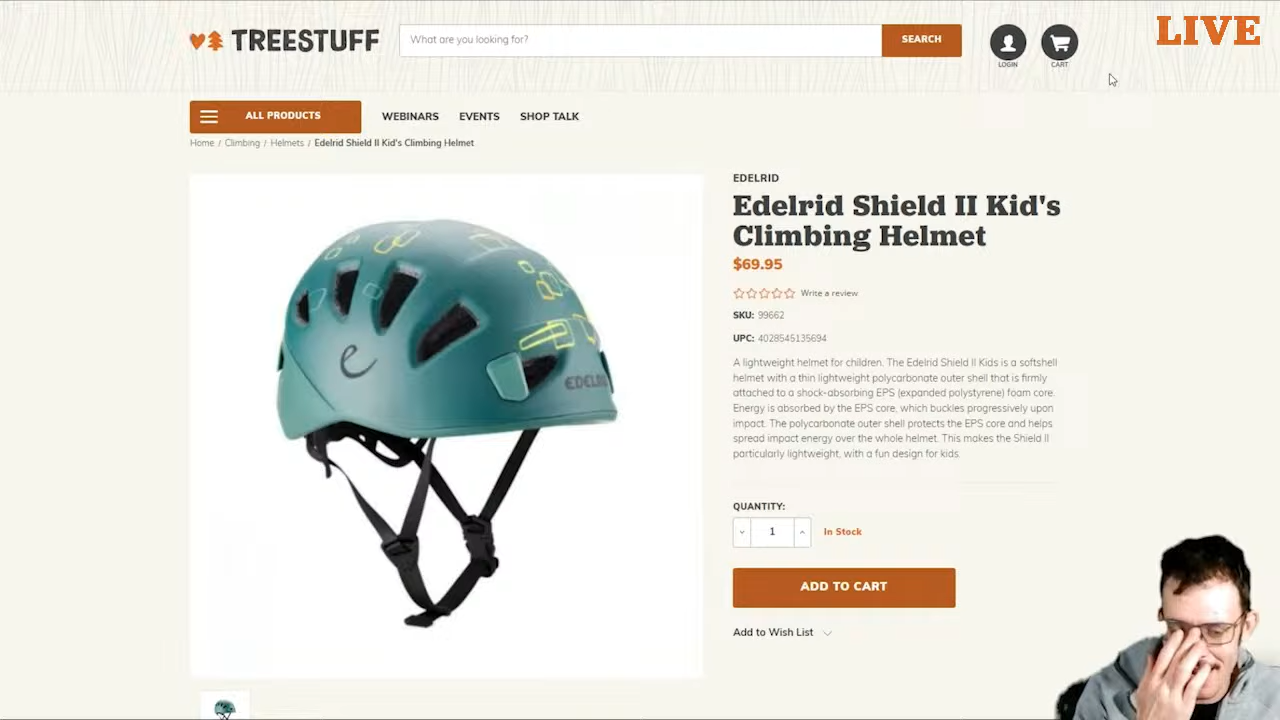 LIVE
TREESTUFF
What are you looking for?
SEARCH
LOGIN
CART
ALL PRODUCTS
WEBINARS
EVENTS
SHOP TALK
Home / Climbing / Helmets / Edelrid Shield II Kid's Climbing Helmet
EDELRID
Edelrid Shield II Kid's
Climbing Helmet
$69.95
Write a review
SKU: 99662
UPC: 4028545135694
A lightweight helmet for children. The Edelrid Shield II Kids is a softshell
helmet with a thin lightweight polycarbonate outer shell that is firmly
attached to a shock-absorbing EPS (expanded polystyrene) foam core.
Energy is absorbed by the EPS core, which buckles progressively upon
impact. The polycarbonate outer shell protects the EPS core and helps
spread impact energy over the whole helmet. This makes the Shield II
particularly lightweight, with a fun design for kids.
e
EDELRID
QUANTITY:
1
In Stock
ADD TO CART
Add to Wish List